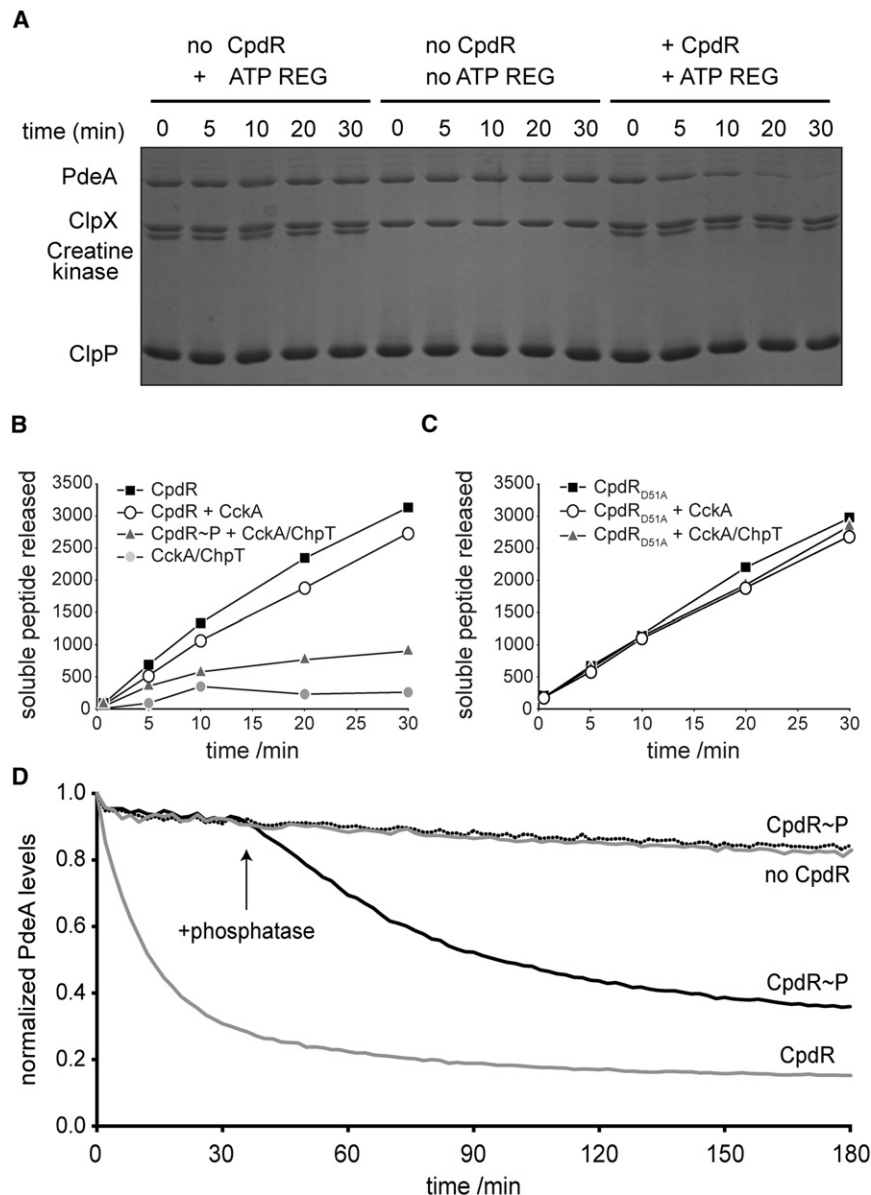 A
no CpdR no CpdR + CpdR
+ ATP REG no ATP REG + ATP REG
time (min) 0 5 10 20 30 0 5 10 20 30 0 5 10 20 30
PdeA
ClpX
Creatine
kinase
ClpP
B
soluble peptide released
3500
3000
2500
2000
1500
1000
500
0
CpdR
CpdR + CckA
CpdR~P + CckA/ChpT
CckA/ChpT
0 5 10 15 20 25 30
time /min
C
soluble peptide released
3500
3000
2500
2000
1500
1000
500
0
CpdR D51A
CpdR D51A + CckA
CpdR D51A + CckA/ChpT
0 5 10 15 20 25 30
time /min
D
normalized PdeA levels
1.0
0.8
0.6
0.4
0.2
0.0
CpdR~P
no CpdR
+phosphatase
CpdR~P
CpdR
0 30 60 90 120 150 180
time /min